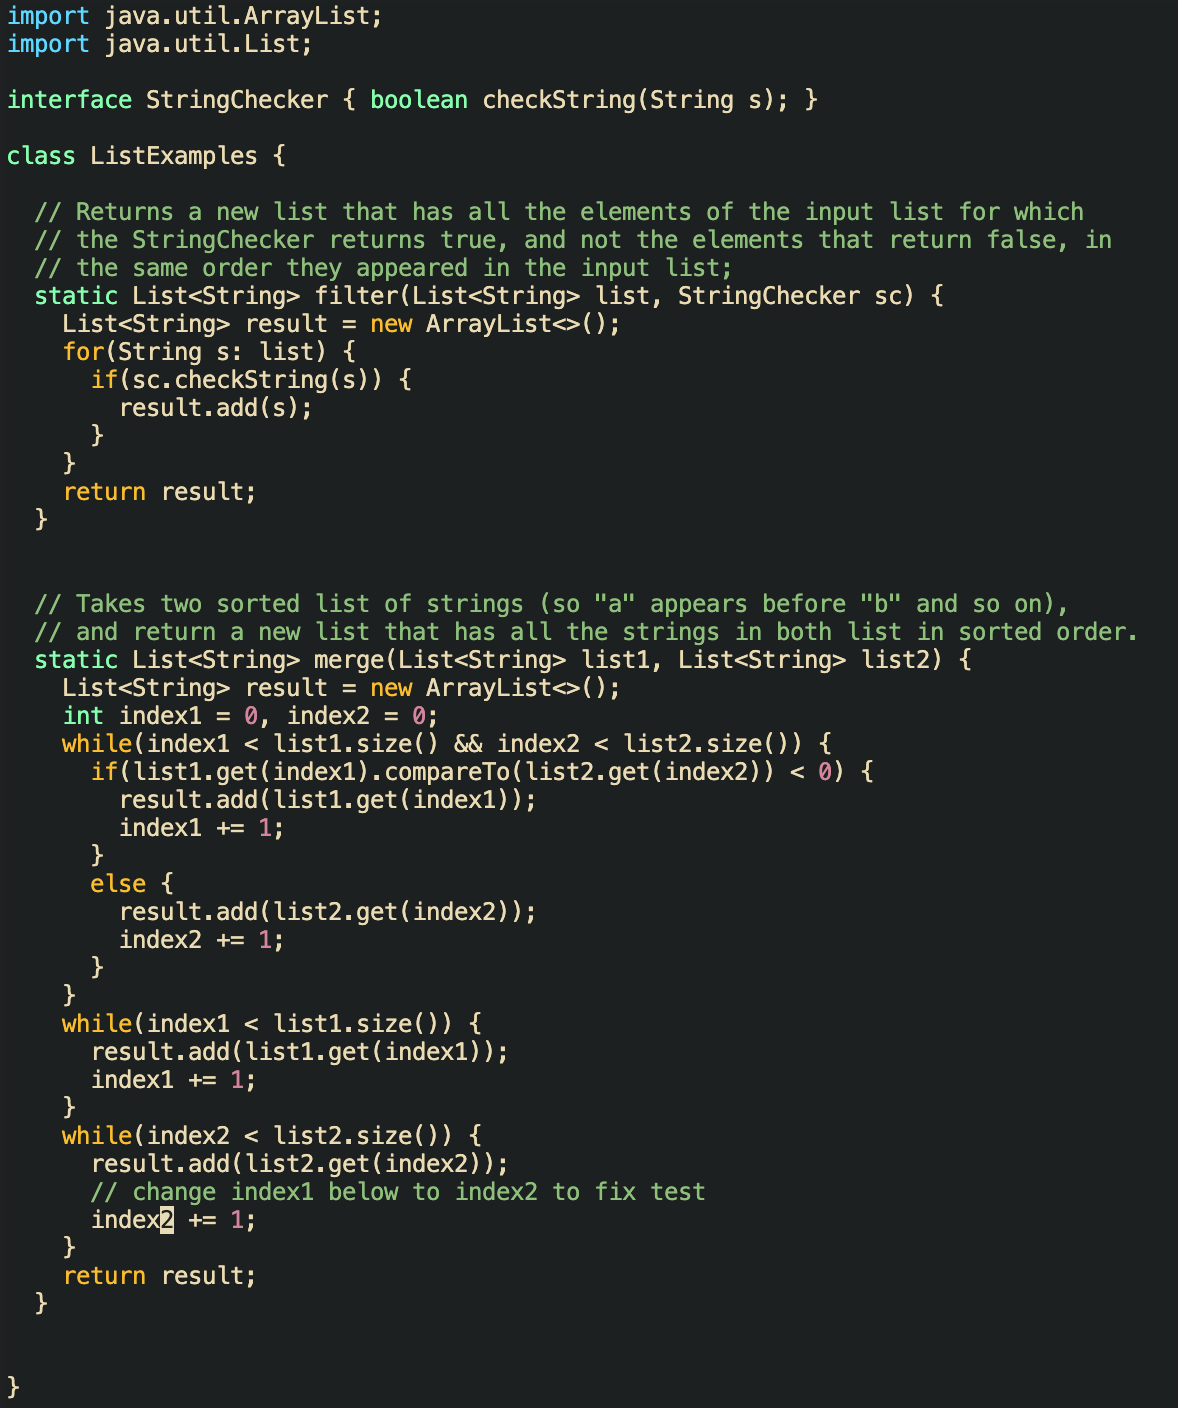 import java.util.ArrayList;
import java.util.List;

interface StringChecker { boolean checkString(String s); }

class ListExamples {

  // Returns a new list that has all the elements of the input list for which
  // the StringChecker returns true, and not the elements that return false, in
  // the same order they appeared in the input list;
  static List<String> filter(List<String> list, StringChecker sc) {
    List<String> result = new ArrayList<>();
    for(String s: list) {
      if(sc.checkString(s)) {
        result.add(s);
      }
    }
    return result;
  }


  // Takes two sorted list of strings (so "a" appears before "b" and so on),
  // and return a new list that has all the strings in both list in sorted order.
  static List<String> merge(List<String> list1, List<String> list2) {
    List<String> result = new ArrayList<>();
    int index1 = 0, index2 = 0;
    while(index1 < list1.size() && index2 < list2.size()) {
      if(list1.get(index1).compareTo(list2.get(index2)) < 0) {
        result.add(list1.get(index1));
        index1 += 1;
      }
      else {
        result.add(list2.get(index2));
        index2 += 1;
      }
    }
    while(index1 < list1.size()) {
      result.add(list1.get(index1));
      index1 += 1;
    }
    while(index2 < list2.size()) {
      result.add(list2.get(index2));
      // change index1 below to index2 to fix test
      index2 += 1;
    }
    return result;
  }


}